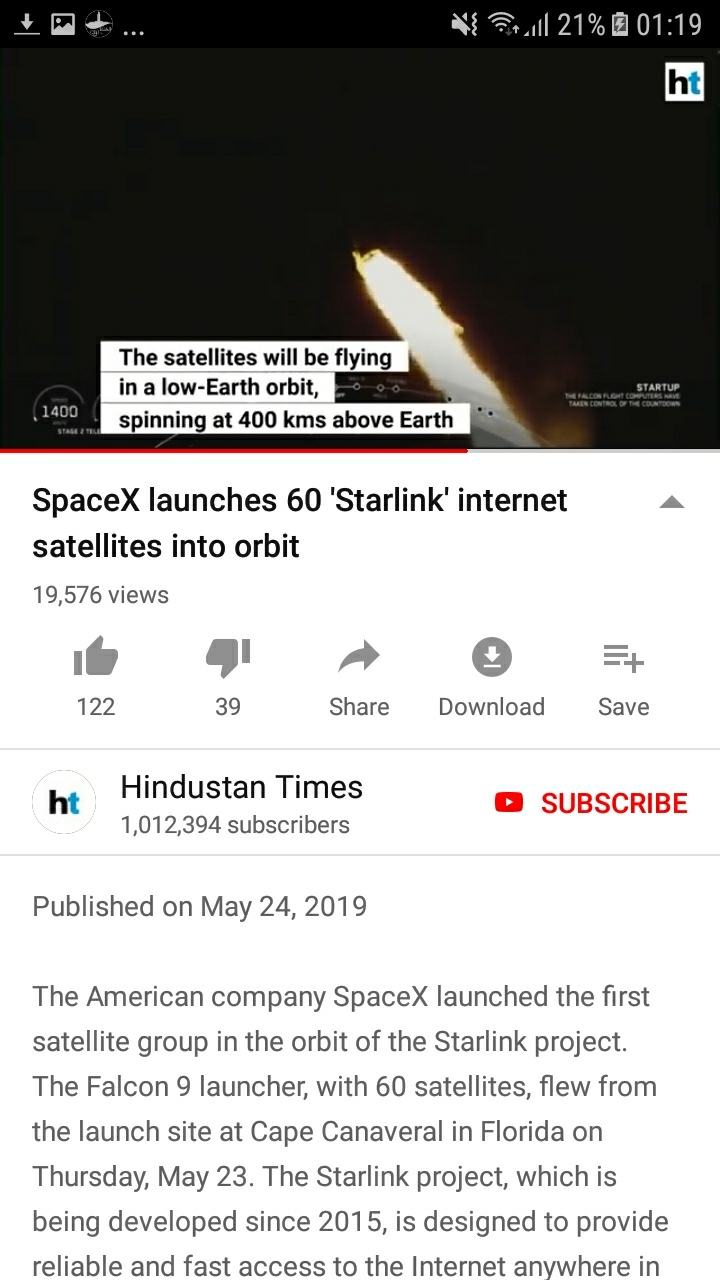 ... 21% 01:19
ht
The satellites will be flying
in a low-Earth orbit,
spinning at 400 kms above Earth
1400
STAGE 2 TELE
STARTUP
THE FALCON FLIGHT COMPUTERS HAVE
TAKEN CONTROL OF THE COUNTDOWN
SpaceX launches 60 'Starlink' internet
satellites into orbit
19,576 views
122 39 Share Download Save
ht
Hindustan Times
1,012,394 subscribers
SUBSCRIBE
Published on May 24, 2019
The American company SpaceX launched the first
satellite group in the orbit of the Starlink project.
The Falcon 9 launcher, with 60 satellites, flew from
the launch site at Cape Canaveral in Florida on
Thursday, May 23. The Starlink project, which is
being developed since 2015, is designed to provide
reliable and fast access to the Internet anywhere in